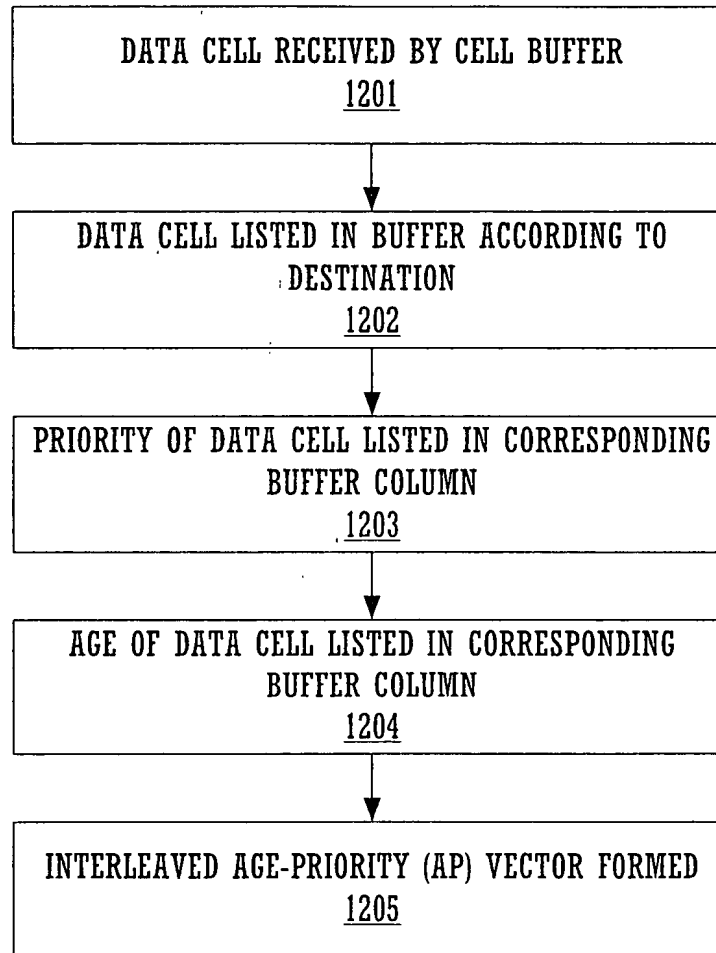 DATA CELL RECEIVED BY CELL BUFFER
1201
DATA CELL LISTED IN BUFFER ACCORDING TO
DESTINATION
1202
PRIORITY OF DATA CELL LISTED IN CORRESPONDING
BUFFER COLUMN
1203
AGE OF DATA CELL LISTED IN CORRESPONDING
BUFFER COLUMN
1204
INTERLEAVED AGE-PRIORITY (AP) VECTOR FORMED
1205